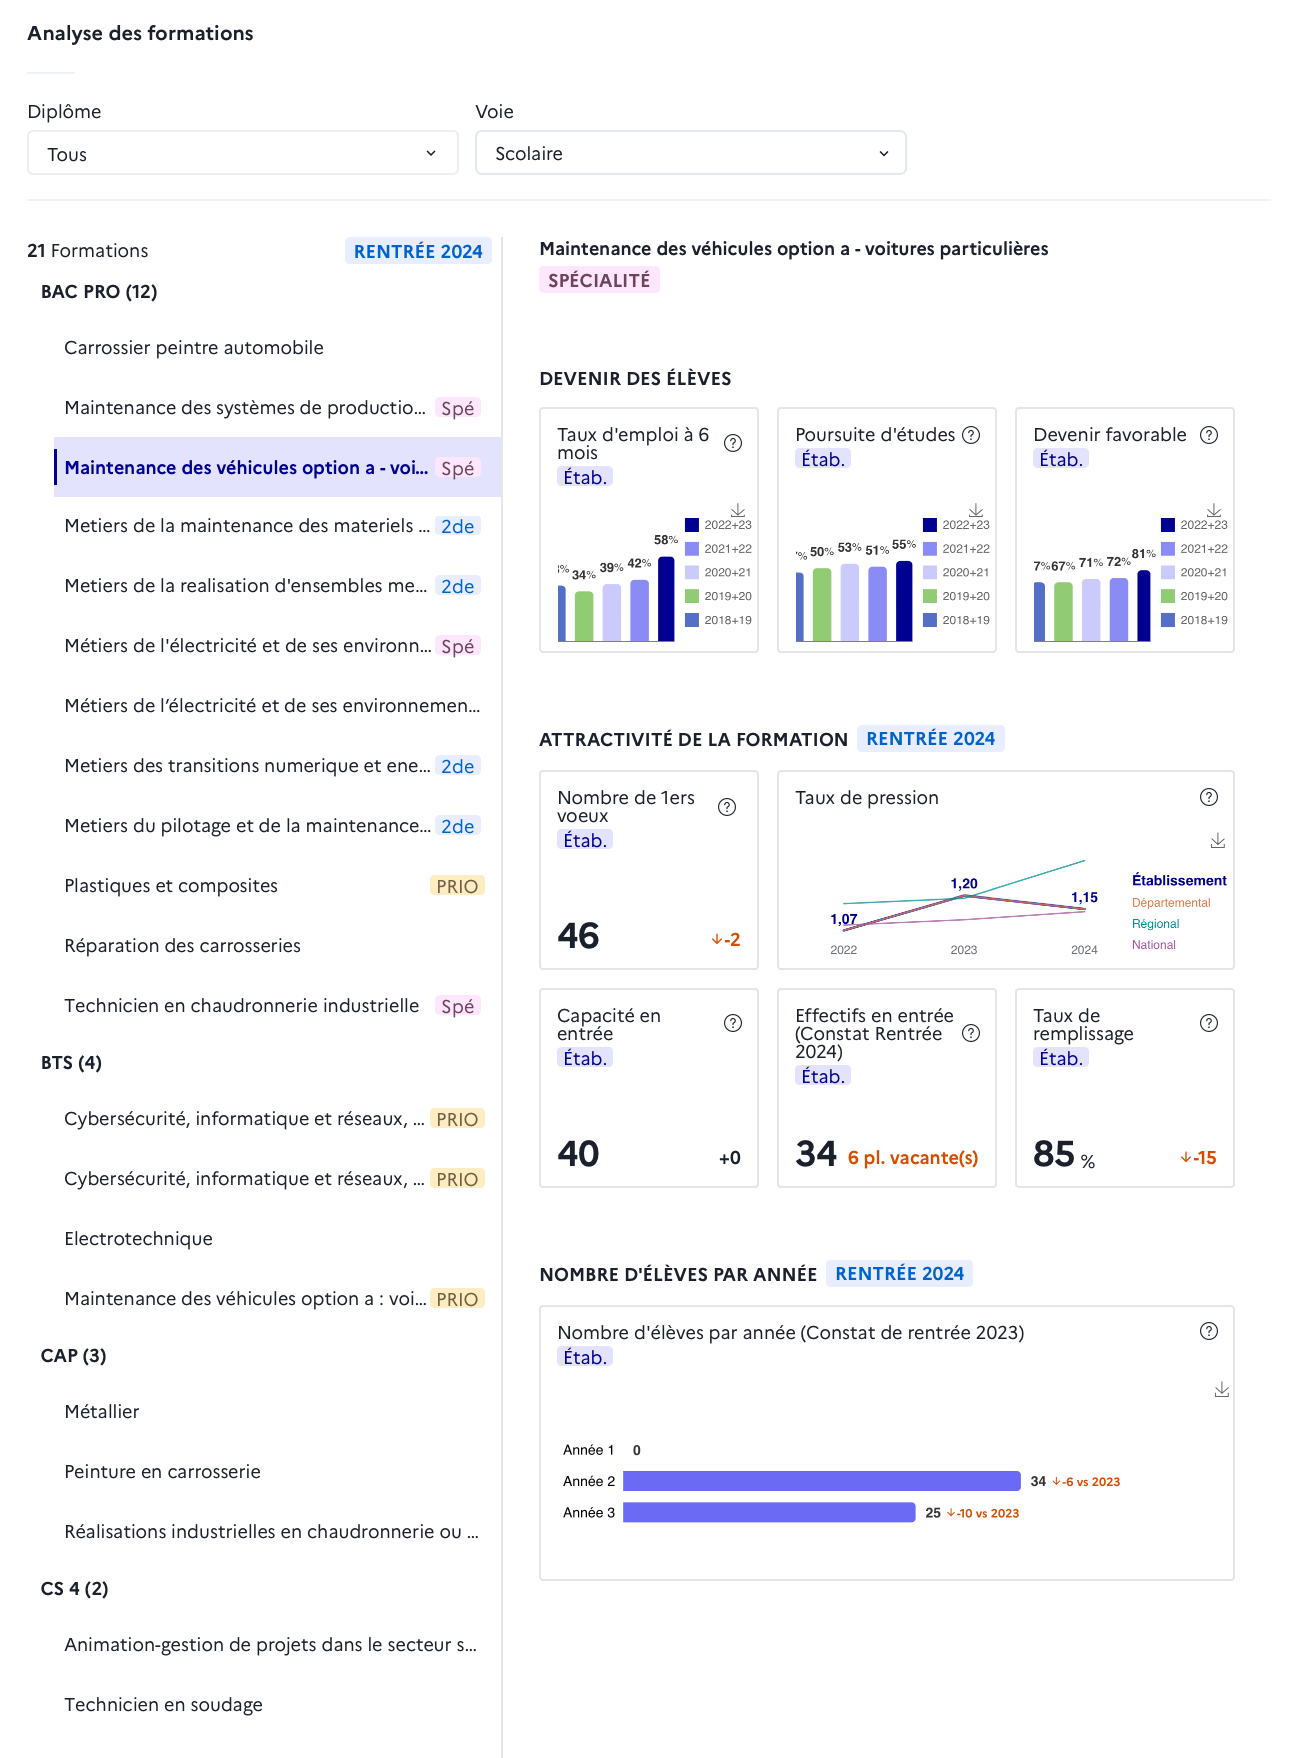 Analyse des formations
Diplôme
Voie
Tous
Scolaire
21 Formations
RENTRÉE 2024
BAC PRO (12)
Carrossier peintre automobile
Maintenance des systèmes de productio... Spé
Maintenance des véhicules option a - voi... Spé
Metiers de la maintenance des materiels ... 2de
Metiers de la realisation d'ensembles me... 2de
Métiers de l'électricité et de ses environn... Spé
Métiers de l’électricité et de ses environnemen...
Metiers des transitions numerique et ene... 2de
Metiers du pilotage et de la maintenance... 2de
Plastiques et composites PRIO
Réparation des carrosseries
Technicien en chaudronnerie industrielle Spé
BTS (4)
Cybersécurité, informatique et réseaux, ... PRIO
Cybersécurité, informatique et réseaux, ... PRIO
Electrotechnique
Maintenance des véhicules option a : voi... PRIO
CAP (3)
Métallier
Peinture en carrosserie
Réalisations industrielles en chaudronnerie ou ...
CS 4 (2)
Animation-gestion de projets dans le secteur s...
Technicien en soudage
Maintenance des véhicules option a - voitures particulières
SPÉCIALITÉ
DEVENIR DES ÉLÈVES
Taux d'emploi à 6
mois
Étab.
34% 39% 42% 58%
2022+23
2021+22
2020+21
2019+20
2018+19
Poursuite d'études
Étab.
50% 53% 51% 55%
2022+23
2021+22
2020+21
2019+20
2018+19
Devenir favorable
Étab.
7% 67% 71% 72% 81%
2022+23
2021+22
2020+21
2019+20
2018+19
ATTRACTIVITÉ DE LA FORMATION RENTRÉE 2024
Nombre de 1ers
voeux
Étab.
46 ↓-2
Taux de pression
1,07 1,20 1,15
2022 2023 2024
Établissement
Départemental
Régional
National
Capacité en
entrée
Étab.
40 +0
Effectifs en entrée
(Constat Rentrée
2024)
Étab.
34 6 pl. vacante(s)
Taux de
remplissage
Étab.
85 % ↓-15
NOMBRE D'ÉLÈVES PAR ANNÉE RENTRÉE 2024
Nombre d'élèves par année (Constat de rentrée 2023)
Étab.
Année 1 0
Année 2 34 ↓-6 vs 2023
Année 3 25 ↓-10 vs 2023